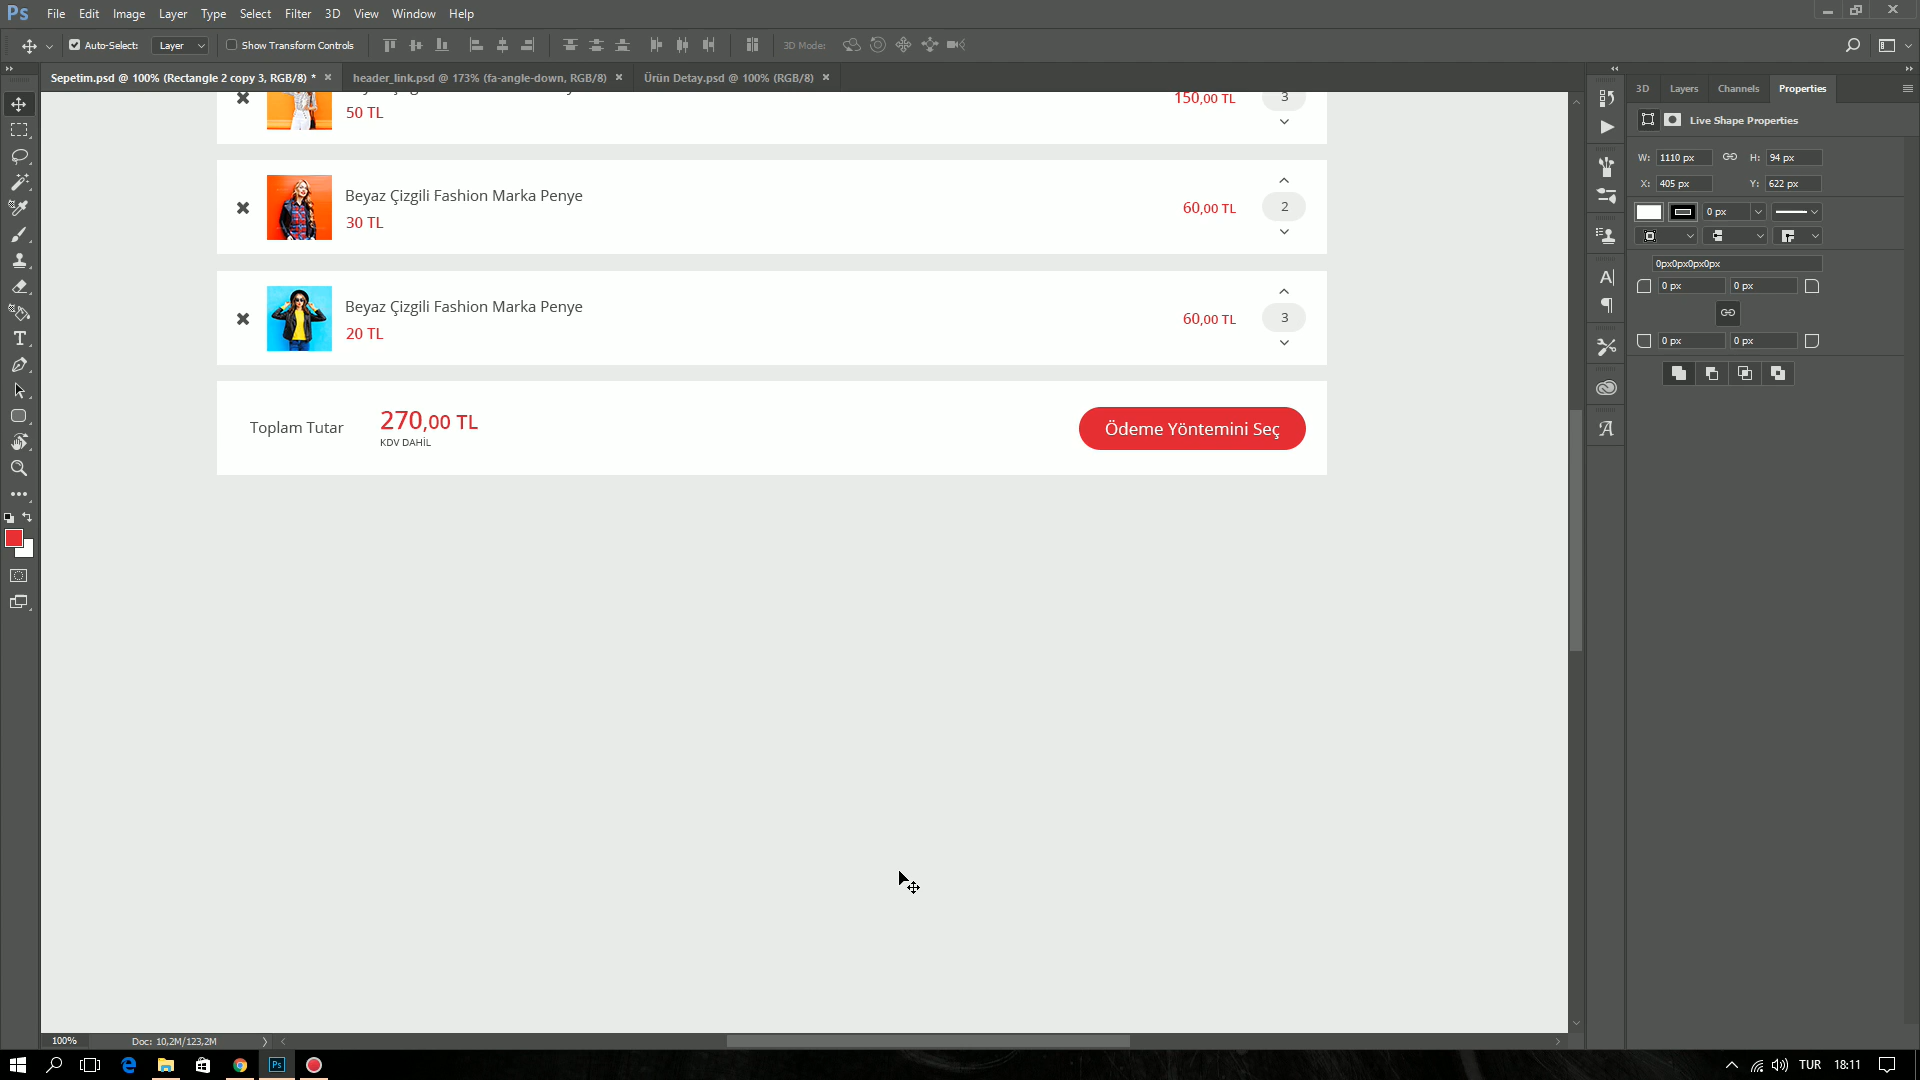 Ps File Edit Image Layer Type Select Filter 3D View Window Help
Auto-Select: Layer Show Transform Controls 3D Mode:
Sepetim.psd @ 100% (Rectangle 2 copy 3, RGB/8) * header_link.psd @ 173% (fa-angle-down, RGB/8) Ürün Detay.psd @ 100% (RGB/8)
3D Layers Channels Properties
Live Shape Properties
W: 1110 px H: 94 px
X: 405 px Y: 622 px
0 px
0px0px0px0px
0 px 0 px
0 px 0 px
50 TL
150,00 TL
3
Beyaz Çizgili Fashion Marka Penye
30 TL
60,00 TL
2
Beyaz Çizgili Fashion Marka Penye
20 TL
60,00 TL
3
Toplam Tutar
270,00 TL
KDV DAHİL
Ödeme Yöntemini Seç
100% Doc: 10,2M/123,2M
Ps
TUR 18:11